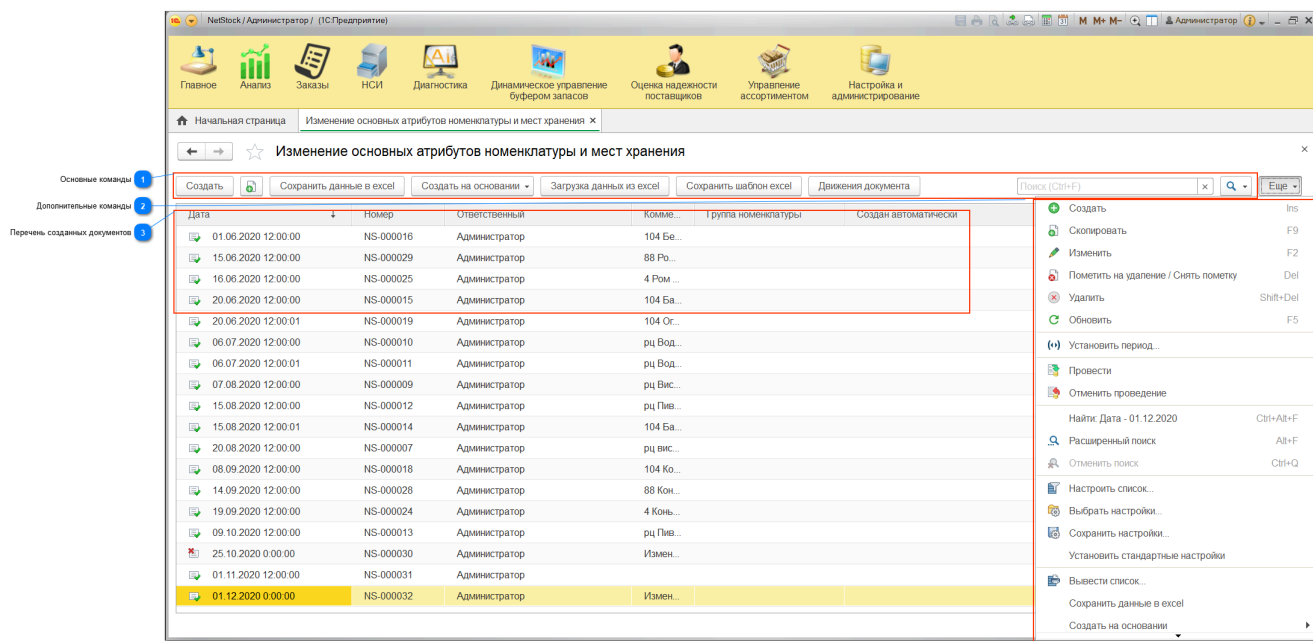 NetStock / Администратор / (1С:Предприятие)
M M+ M- Администратор
Главное Анализ Заказы НСИ Диагностика Динамическое управление буфером запасов Оценка надежности поставщиков Управление ассортиментом Настройка и администрирование
Начальная страница Изменение основных атрибутов номенклатуры и мест хранения ×
Изменение основных атрибутов номенклатуры и мест хранения ×
Основные команды 1
Создать Сохранить данные в excel Создать на основании Загрузка данных из excel Сохранить шаблон excel Движения документа Поиск (Ctrl+F) × Еще
Дополнительные команды 2
Перечень созданных документов 3
Дата Номер Ответственный Комме... Группа номенклатуры Создан автоматически
01.06.2020 12:00:00 NS-000016 Администратор 104 Бе...
15.06.2020 12:00:00 NS-000029 Администратор 88 Ро...
16.06.2020 12:00:00 NS-000025 Администратор 4 Ром ...
20.06.2020 12:00:00 NS-000015 Администратор 104 Ба...
20.06.2020 12:00:01 NS-000019 Администратор 104 Ог...
06.07.2020 12:00:00 NS-000010 Администратор рц Вод...
06.07.2020 12:00:01 NS-000011 Администратор рц Вод...
07.08.2020 12:00:00 NS-000009 Администратор рц Вис...
15.08.2020 12:00:00 NS-000012 Администратор рц Пив...
15.08.2020 12:00:01 NS-000014 Администратор 104 Ба...
20.08.2020 12:00:00 NS-000007 Администратор рц вис...
08.09.2020 12:00:00 NS-000018 Администратор 104 Ко...
14.09.2020 12:00:00 NS-000028 Администратор 88 Кон...
19.09.2020 12:00:00 NS-000024 Администратор 4 Конь...
09.10.2020 12:00:00 NS-000013 Администратор рц Пив...
25.10.2020 0:00:00 NS-000030 Администратор Измен...
01.11.2020 12:00:00 NS-000031 Администратор
01.12.2020 0:00:00 NS-000032 Администратор Измен...
Создать Ins
Скопировать F9
Изменить F2
Пометить на удаление / Снять пометку Del
Удалить Shift+Del
Обновить F5
Установить период...
Провести
Отменить проведение
Найти: Дата - 01.12.2020 Ctrl+Alt+F
Расширенный поиск Alt+F
Отменить поиск Ctrl+Q
Настроить список...
Выбрать настройки...
Сохранить настройки...
Установить стандартные настройки
Вывести список...
Сохранить данные в excel
Создать на основании